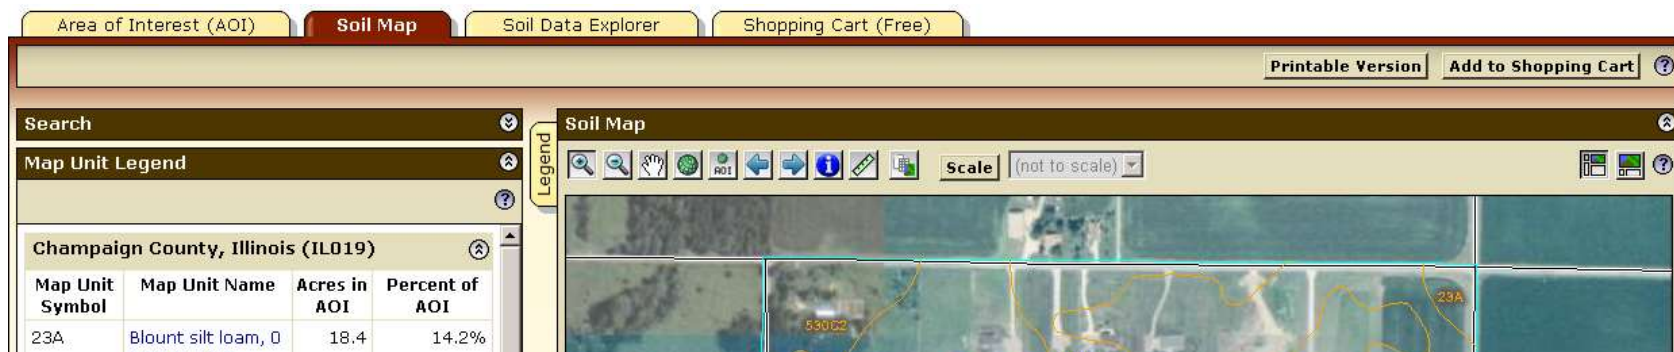 Area of Interest (AOI)
Soil Map
Soil Data Explorer
Shopping Cart (Free)
Printable Version
Add to Shopping Cart
?
Search
Map Unit Legend
?
Champaign County, Illinois (IL019)
Map Unit Symbol
Map Unit Name
Acres in AOI
Percent of AOI
23A
Blount silt loam, 0
18.4
14.2%
Legend
Soil Map
AOI
i
Scale
(not to scale)
?
530C2
23A